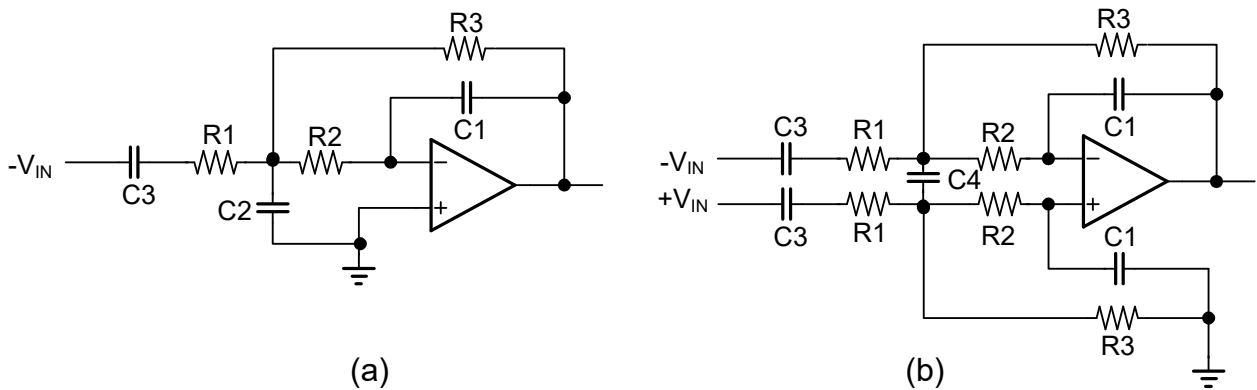 R3
C1
R1
R2
-VIN
C3
C2
−
+
(a)
R3
C1
C3
R1
R2
-VIN
−
C4
+VIN
+
C3
R1
R2
C1
R3
(b)